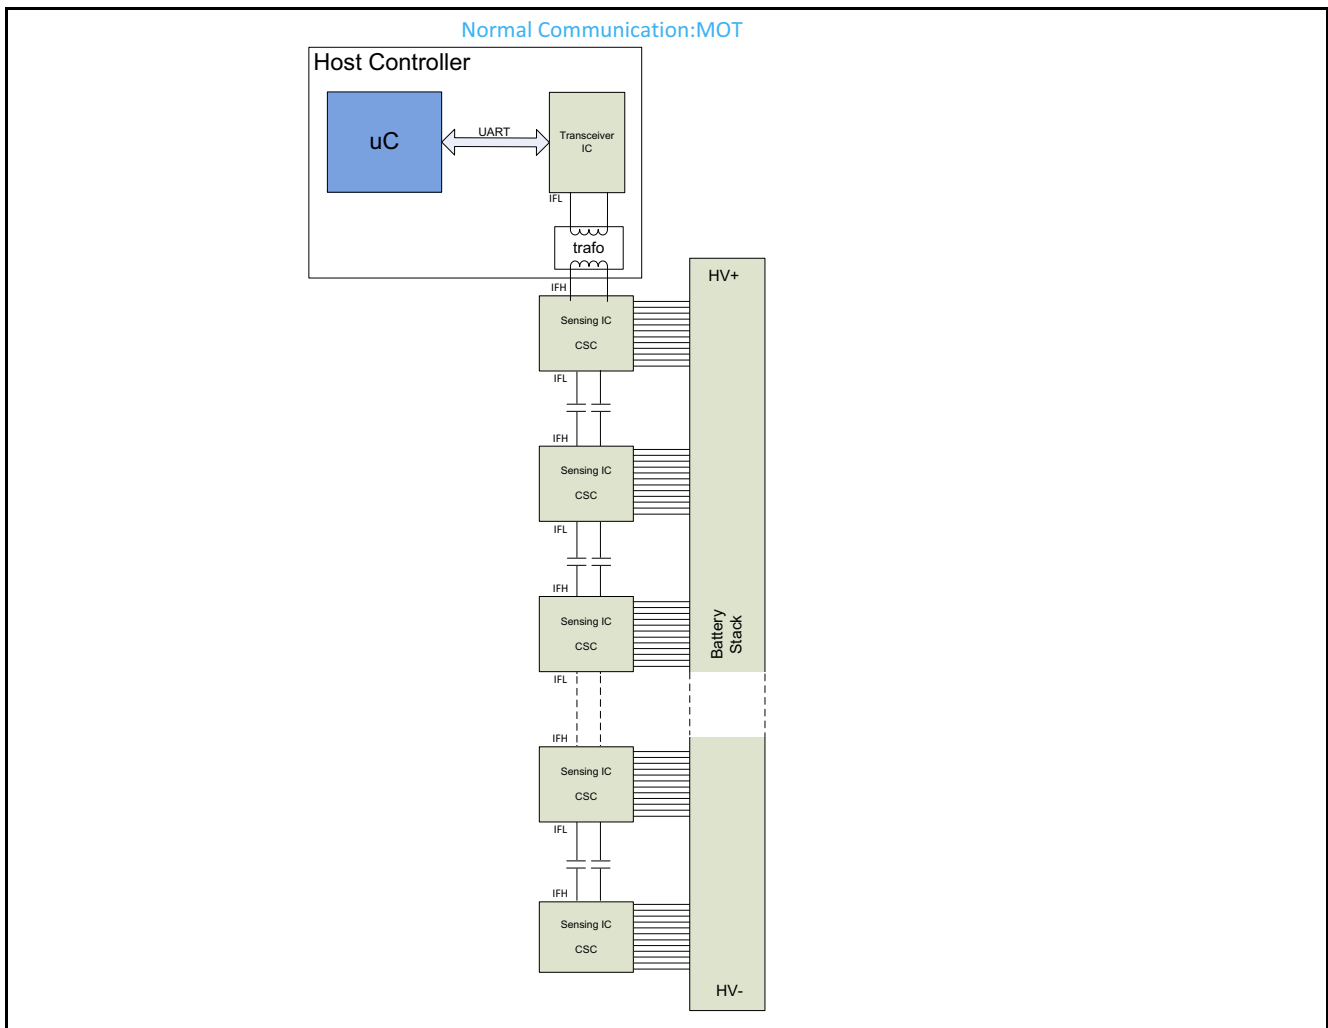 Normal Communication:MOT
Host Controller
uC
UART
Transceiver
IC
IFL
trafo
IFH
HV+
Sensing IC
CSC
IFL
IFH
Sensing IC
CSC
IFL
IFH
Sensing IC
CSC
Battery
Stack
IFL
IFH
Sensing IC
CSC
IFL
IFH
Sensing IC
CSC
HV-